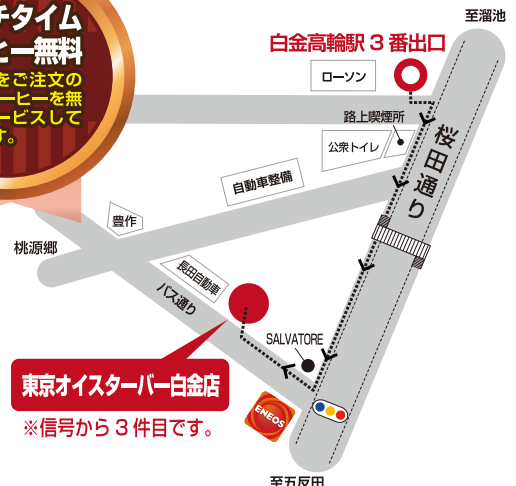 チタイム
ヒー無料
をご注文の
ーヒーを無
ービスして
す。
至溜池
白金高輪駅3番出口
ローソン
路上喫煙所
公衆トイレ
桜田通り
自動車整備
豊作
桃源郷
長田自動車
バス通り
SALVATORE
東京オイスターバー白金店
※信号から3件目です。
ENEOS
至五反田